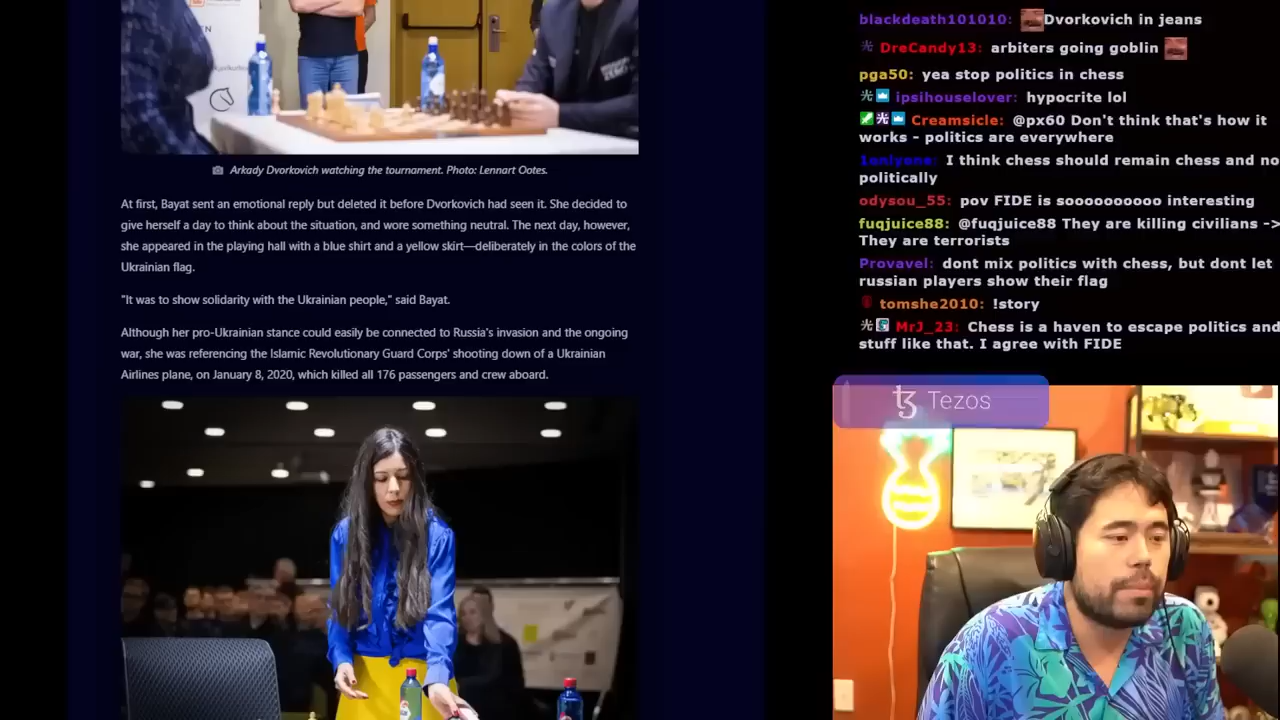 Arkady Dvorkovich watching the tournament. Photo: Lennart Ootes.
At first, Bayat sent an emotional reply but deleted it before Dvorkovich had seen it. She decided to
give herself a day to think about the situation, and wore something neutral. The next day, however,
she appeared in the playing hall with a blue shirt and a yellow skirt—deliberately in the colors of the
Ukrainian flag.
"It was to show solidarity with the Ukrainian people," said Bayat.
Although her pro-Ukrainian stance could easily be connected to Russia's invasion and the ongoing
war, she was referencing the Islamic Revolutionary Guard Corps' shooting down of a Ukrainian
Airlines plane, on January 8, 2020, which killed all 176 passengers and crew aboard.
blackdeath101010: Dvorkovich in jeans
DreCandy13: arbiters going goblin
pga50: yea stop politics in chess
光 ipsihouselover: hypocrite lol
光 Creamsicle: @px60 Don't think that's how it
works - politics are everywhere
1onlyone: I think chess should remain chess and no
politically
odysou_55: pov FIDE is soooooooooo interesting
fuqjuice88: @fuqjuice88 They are killing civilians ->
They are terrorists
Provavel: dont mix politics with chess, but dont let
russian players show their flag
tomshe2010: !story
光 MrJ_23: Chess is a haven to escape politics and
stuff like that. I agree with FIDE
Tezos